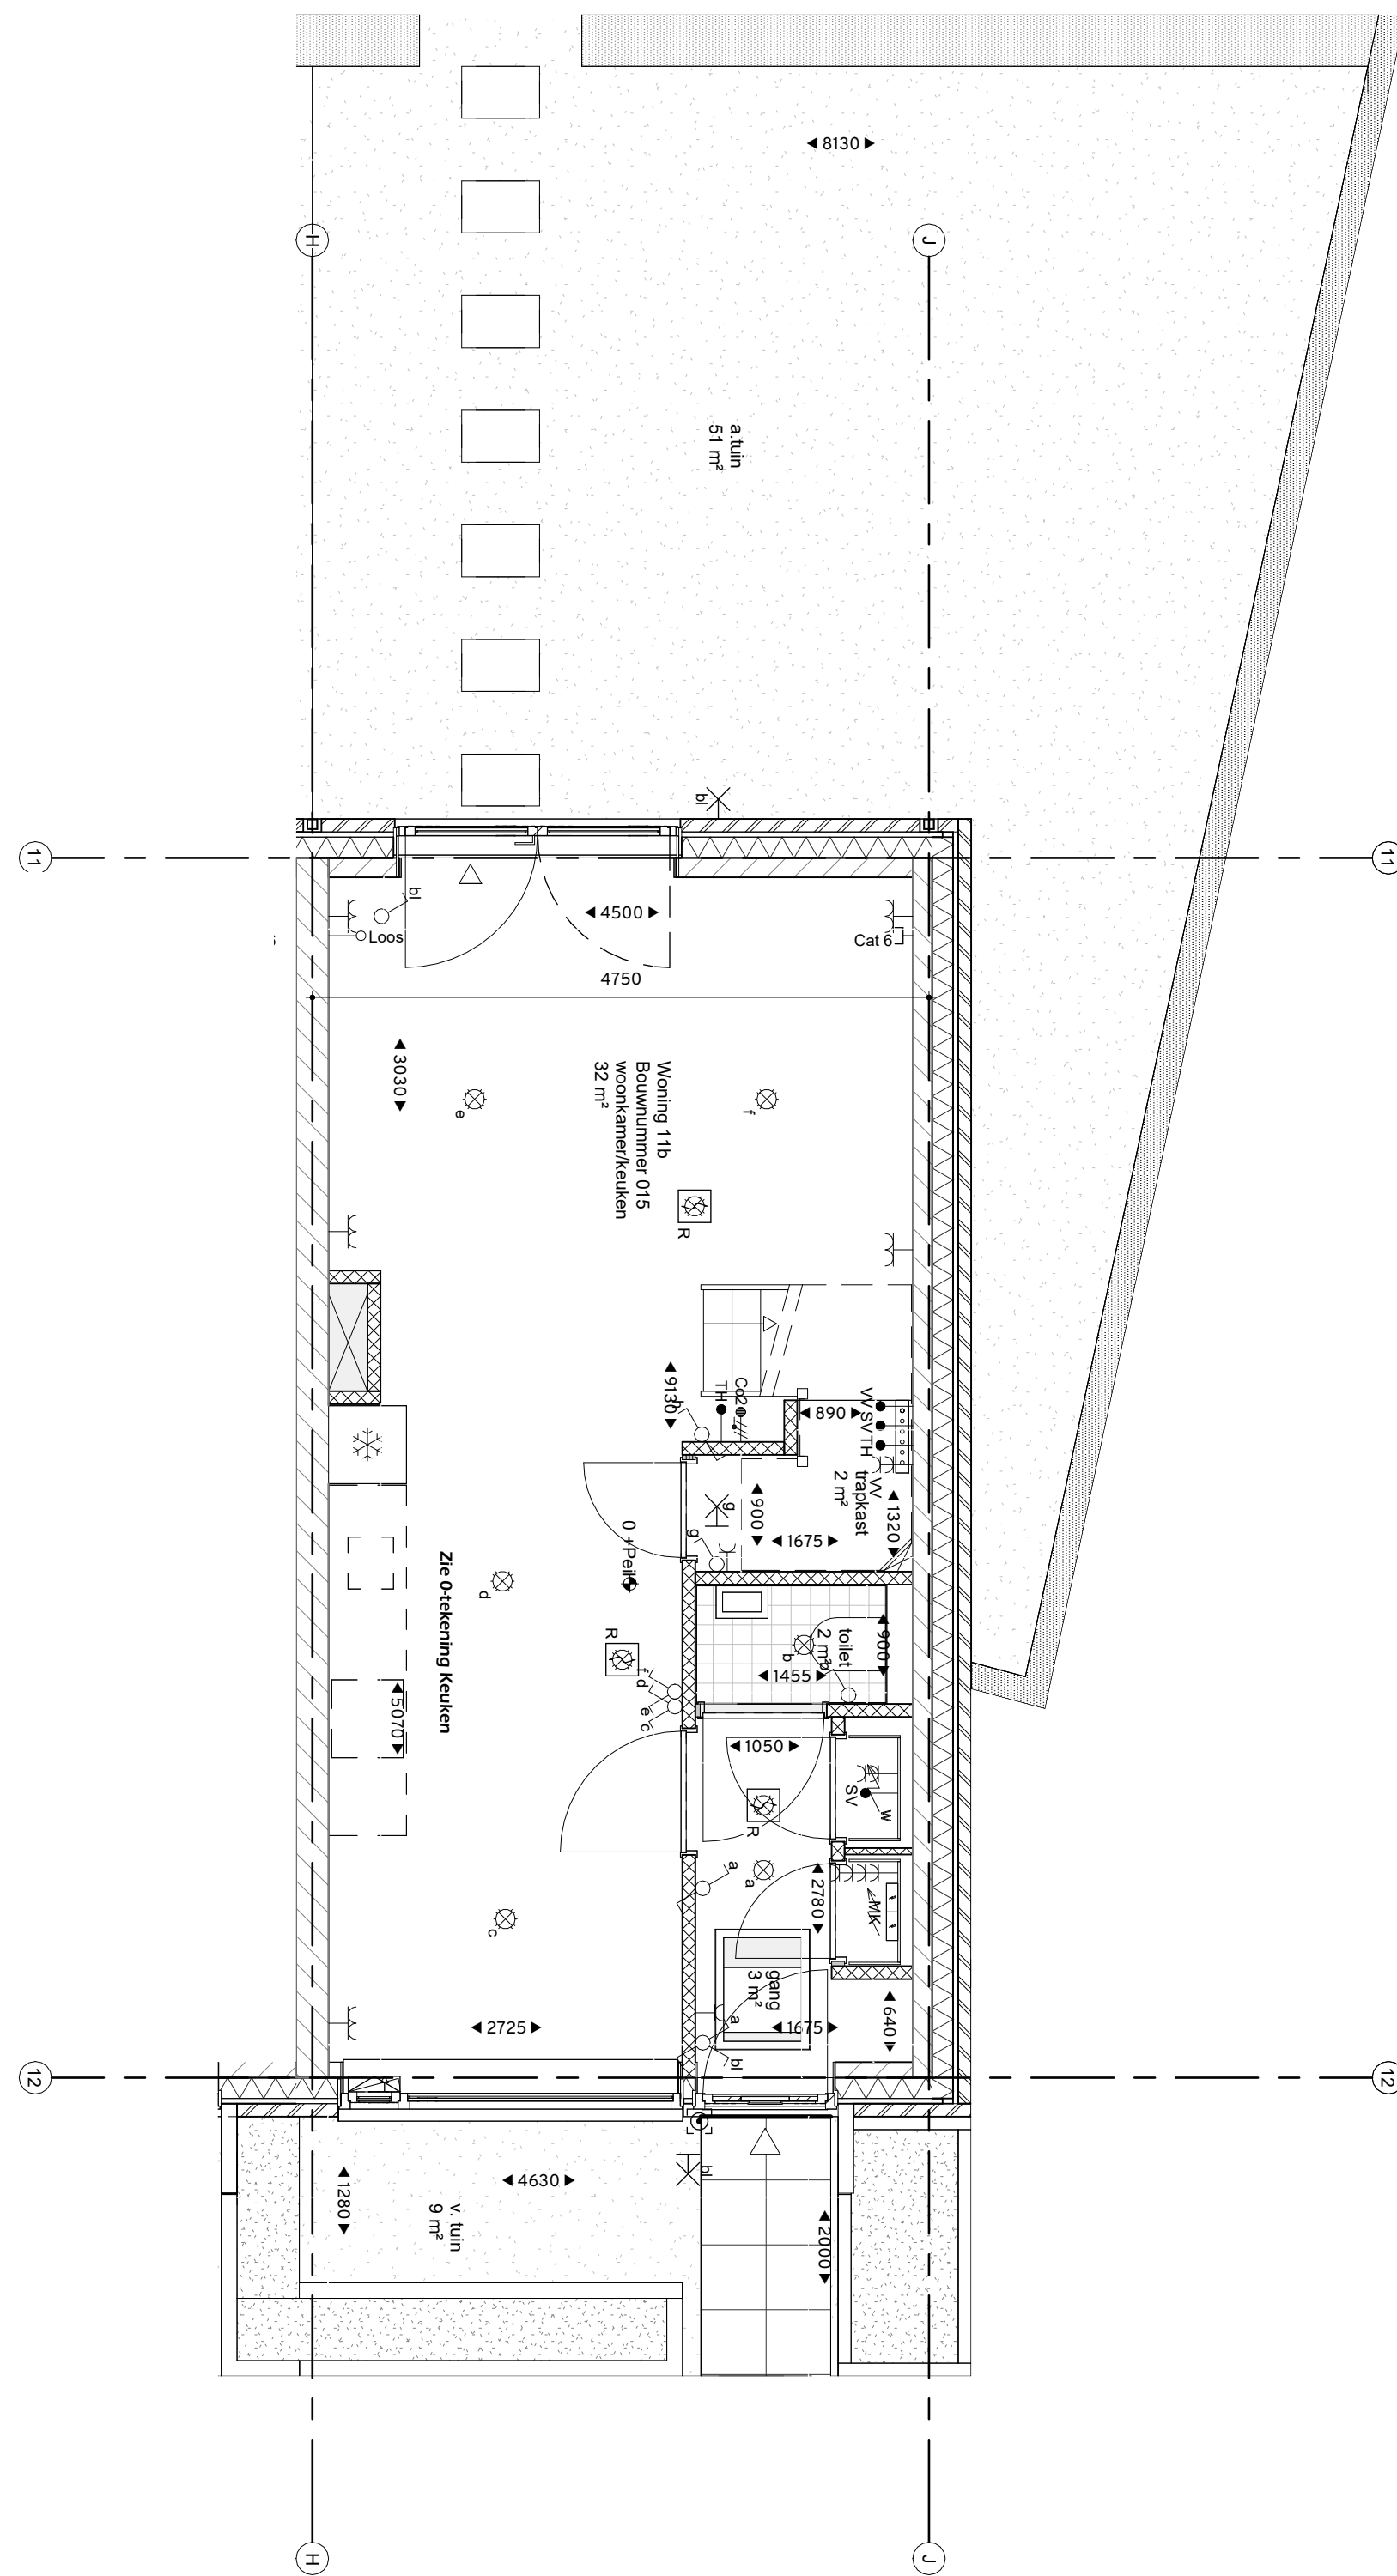 8130
H
J
a.tuin
51 m²
bl
11
11
bl
4500
Loos
Cat 6
4750
3030
Woning 11b
Bouwnummer 015
woonkamer/keuken
32 m²
e
f
R
9130
h
TH
Co2
890
VV
SV
TH
VV
trapkast
2 m²
g
900
1320
g
1675
0 +Peil
Zie 0-tekening Keuken
d
R
f
d
e
c
toilet
2 m²
b
b
900
1455
5070
1050
SV
w
R
a
a
2780
MK
c
gang
3 m²
a
1675
640
2725
bl
12
12
bl
4630
1280
v. tuin
9 m²
2000
H
J